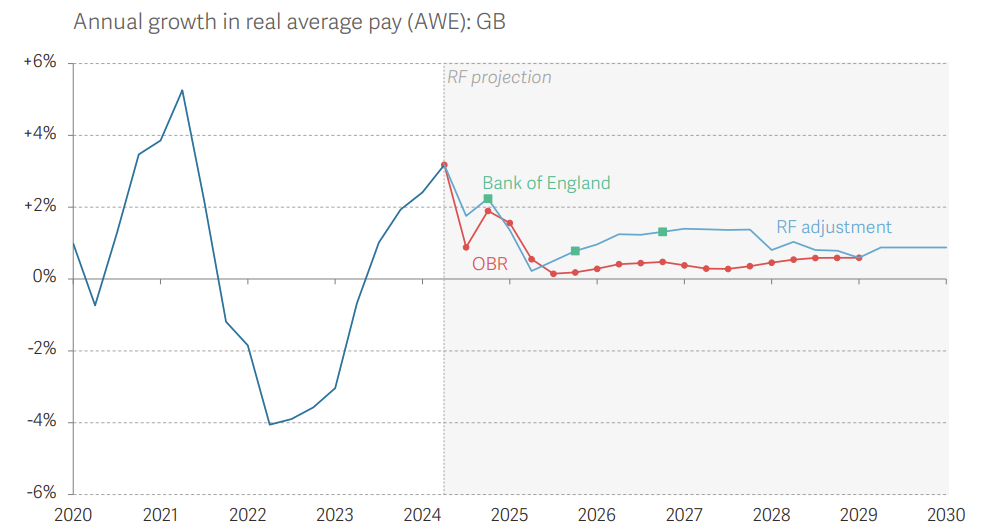 Annual growth in real average pay (AWE): GB
+6%
RF projection
+4%
Bank of England
+2%
RF adjustment
OBR
0%
-2%
-4%
-6%
2020 2021 2022 2023 2024 2025 2026 2027 2028 2029 2030